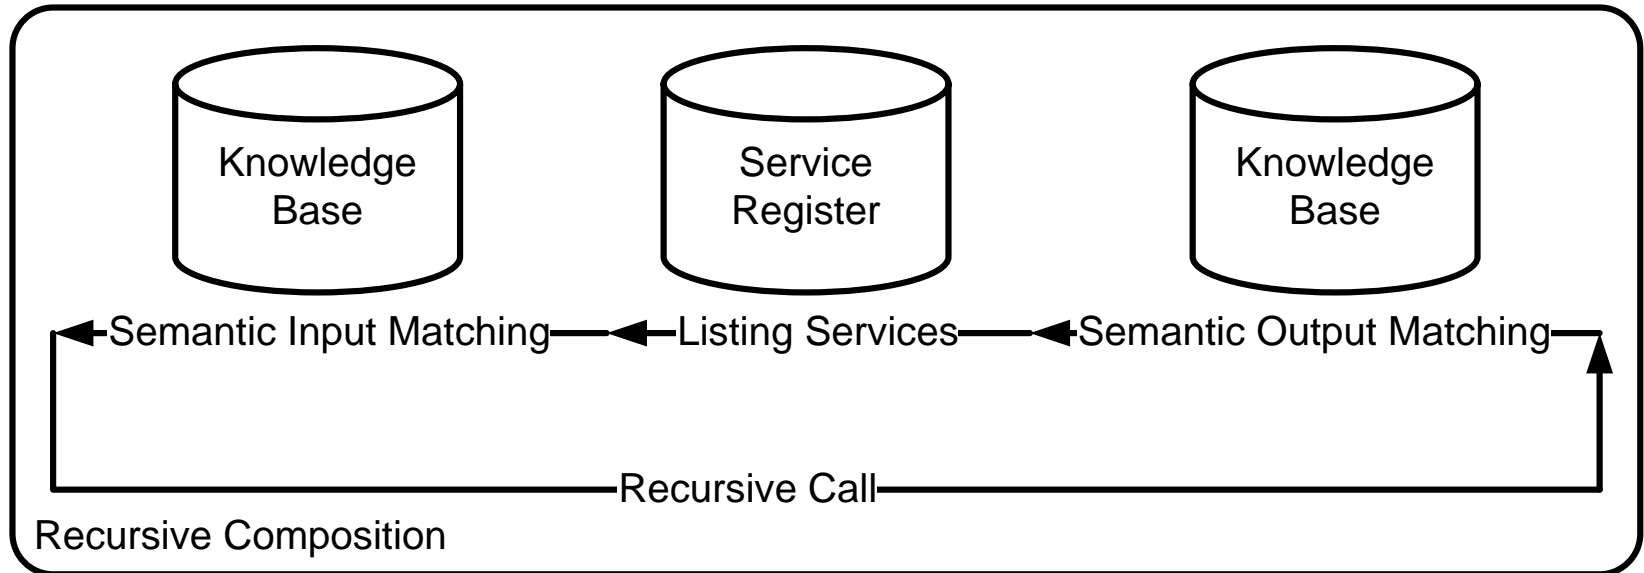 Knowledge
Base
Service
Register
Knowledge
Base
Semantic Input Matching
Listing Services
Semantic Output Matching
Recursive Call
Recursive Composition